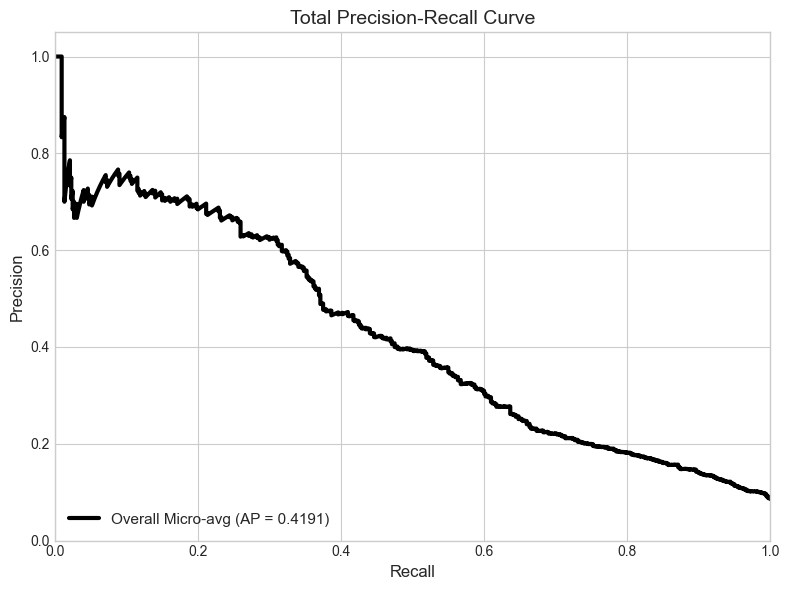 Total Precision-Recall Curve
1.0
0.8
0.6
0.4
0.2
0.0
Precision
Overall Micro-avg (AP = 0.4191)
0.0 0.2 0.4 0.6 0.8 1.0
Recall